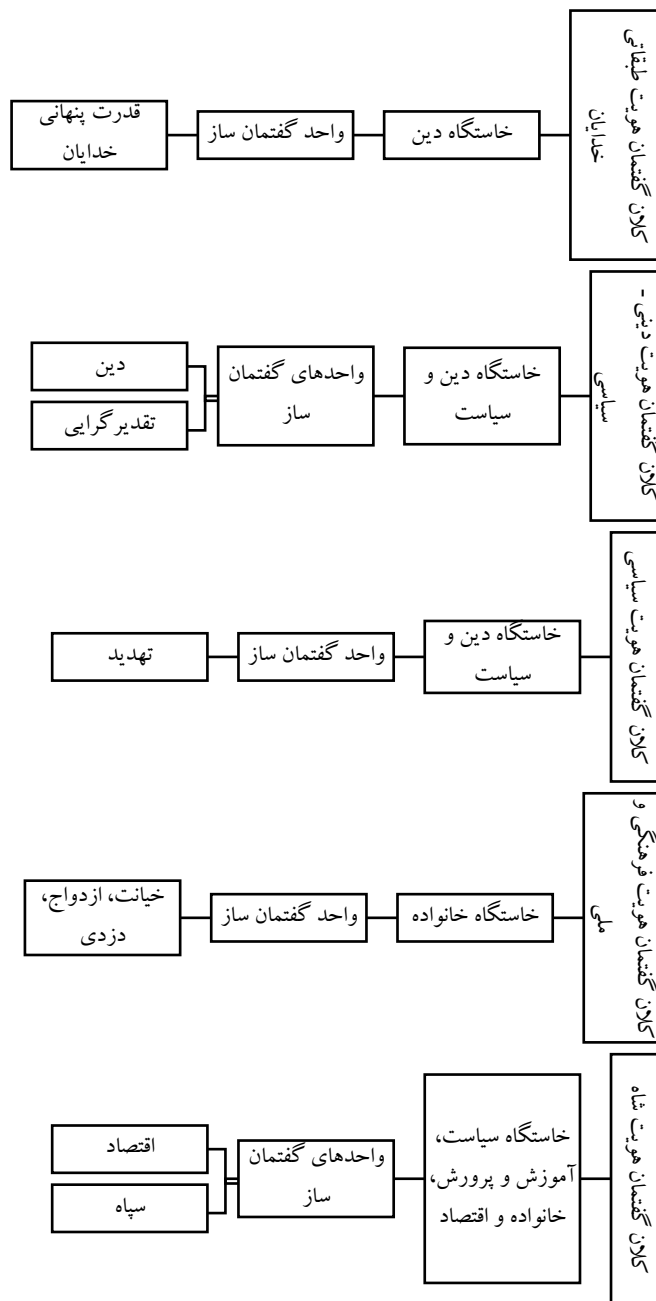 کلان گفتمان هویت طبقاتی
خدایان
خاستگاه دین
واحد گفتمان ساز
قدرت پنهانی
خدایان
کلان گفتمان هویت دینی -
سیاسی
خاستگاه دین و
سیاست
واحدهای گفتمان
ساز
دین
تقدیرگرایی
کلان گفتمان هویت سیاسی
خاستگاه دین و
سیاست
واحد گفتمان ساز
تهدید
کلان گفتمان هویت فرهنگی و
ملی
خاستگاه خانواده
واحد گفتمان ساز
خیانت، ازدواج،
دزدی
کلان گفتمان هویت شاه
خاستگاه سیاست،
آموزش و پرورش،
خانواده و اقتصاد
واحدهای گفتمان
ساز
اقتصاد
سپاه